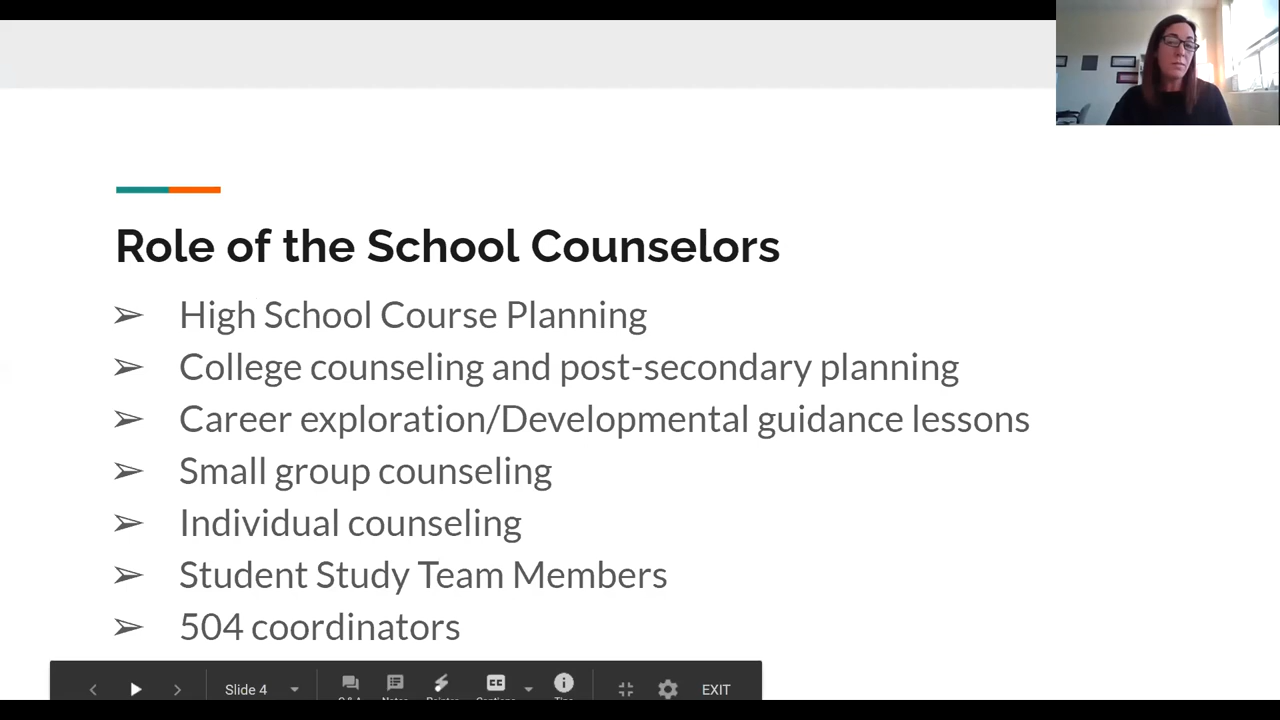 Role of the School Counselors
➢ High School Course Planning
➢ College counseling and post-secondary planning
➢ Career exploration/Developmental guidance lessons
➢ Small group counseling
➢ Individual counseling
➢ Student Study Team Members
➢ 504 coordinators
Slide 4
EXIT